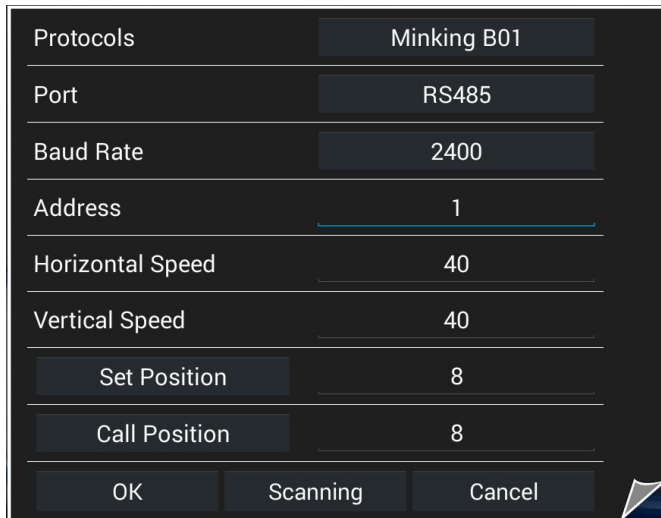 Protocols Minking B01
Port RS485
Baud Rate 2400
Address 1
Horizontal Speed 40
Vertical Speed 40
Set Position 8
Call Position 8
OK Scanning Cancel